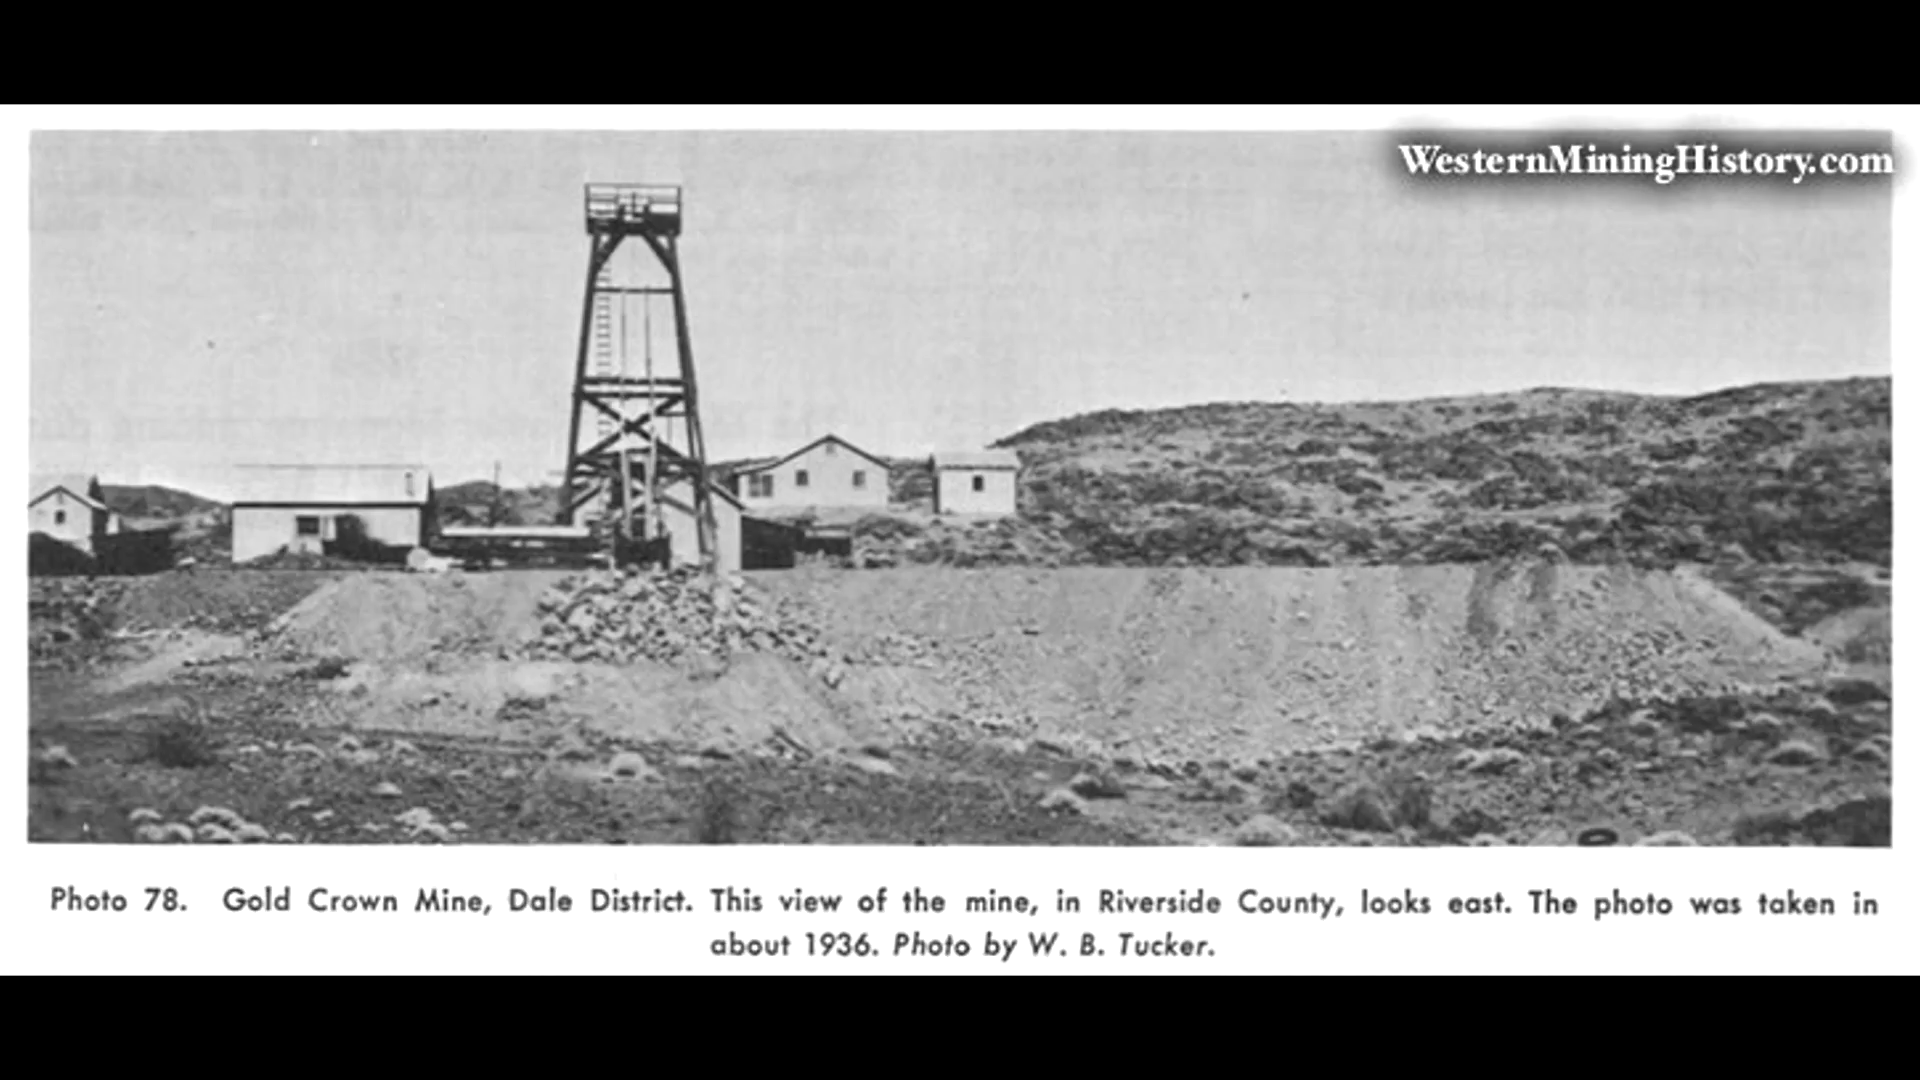 WesternMiningHistory.com
Photo 78. Gold Crown Mine, Dale District. This view of the mine, in Riverside County, looks east. The photo was taken in
about 1936. Photo by W. B. Tucker.